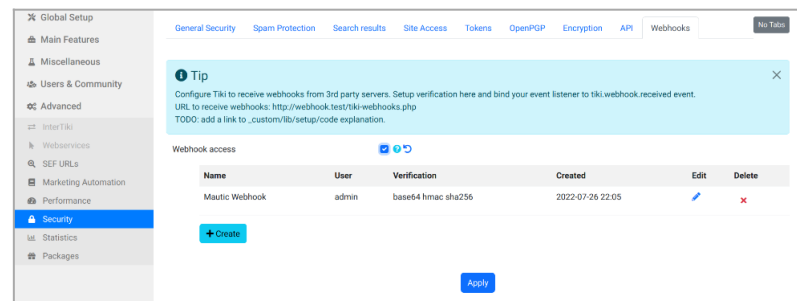 Global Setup
Main Features
Miscellaneous
Users & Community
Advanced
InterTiki
Webservices
SEF URLs
Marketing Automation
Performance
Security
Statistics
Packages
General Security Spam Protection Search results Site Access Tokens OpenPGP Encryption API Webhooks No Tabs
Tip
Configure Tiki to receive webhooks from 3rd party servers. Setup verification here and bind your event listener to tiki.webhook.received event.
URL to receive webhooks: http://webhook.test/tiki-webhooks.php
TODO: add a link to _custom/lib/setup/code explanation.
Webhook access
Name User Verification Created Edit Delete
Mautic Webhook admin base64 hmac sha256 2022-07-26 22:05
+ Create
Apply